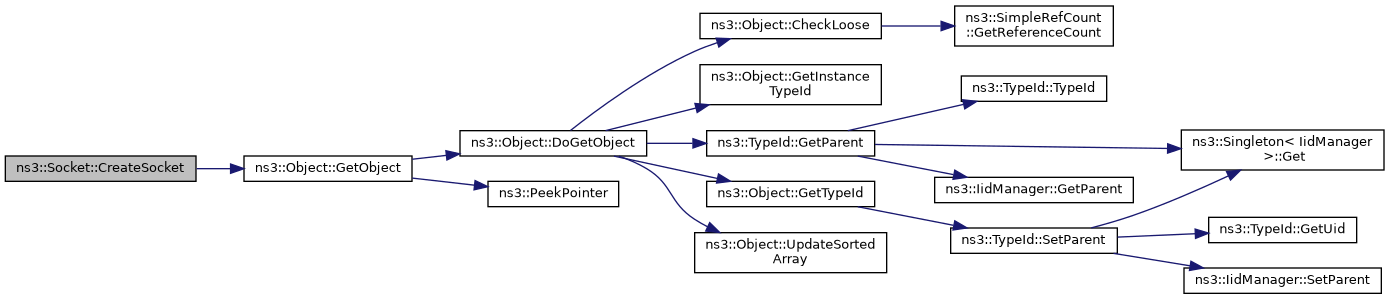 ns3::Socket::CreateSocket
ns3::Object::GetObject
ns3::Object::DoGetObject
ns3::PeekPointer
ns3::Object::CheckLoose
ns3::Object::GetInstance
TypeId
ns3::TypeId::GetParent
ns3::Object::GetTypeId
ns3::Object::UpdateSorted
Array
ns3::SimpleRefCount
::GetReferenceCount
ns3::TypeId::TypeId
ns3::IidManager::GetParent
ns3::TypeId::SetParent
ns3::Singleton< IidManager
>::Get
ns3::TypeId::GetUid
ns3::IidManager::SetParent